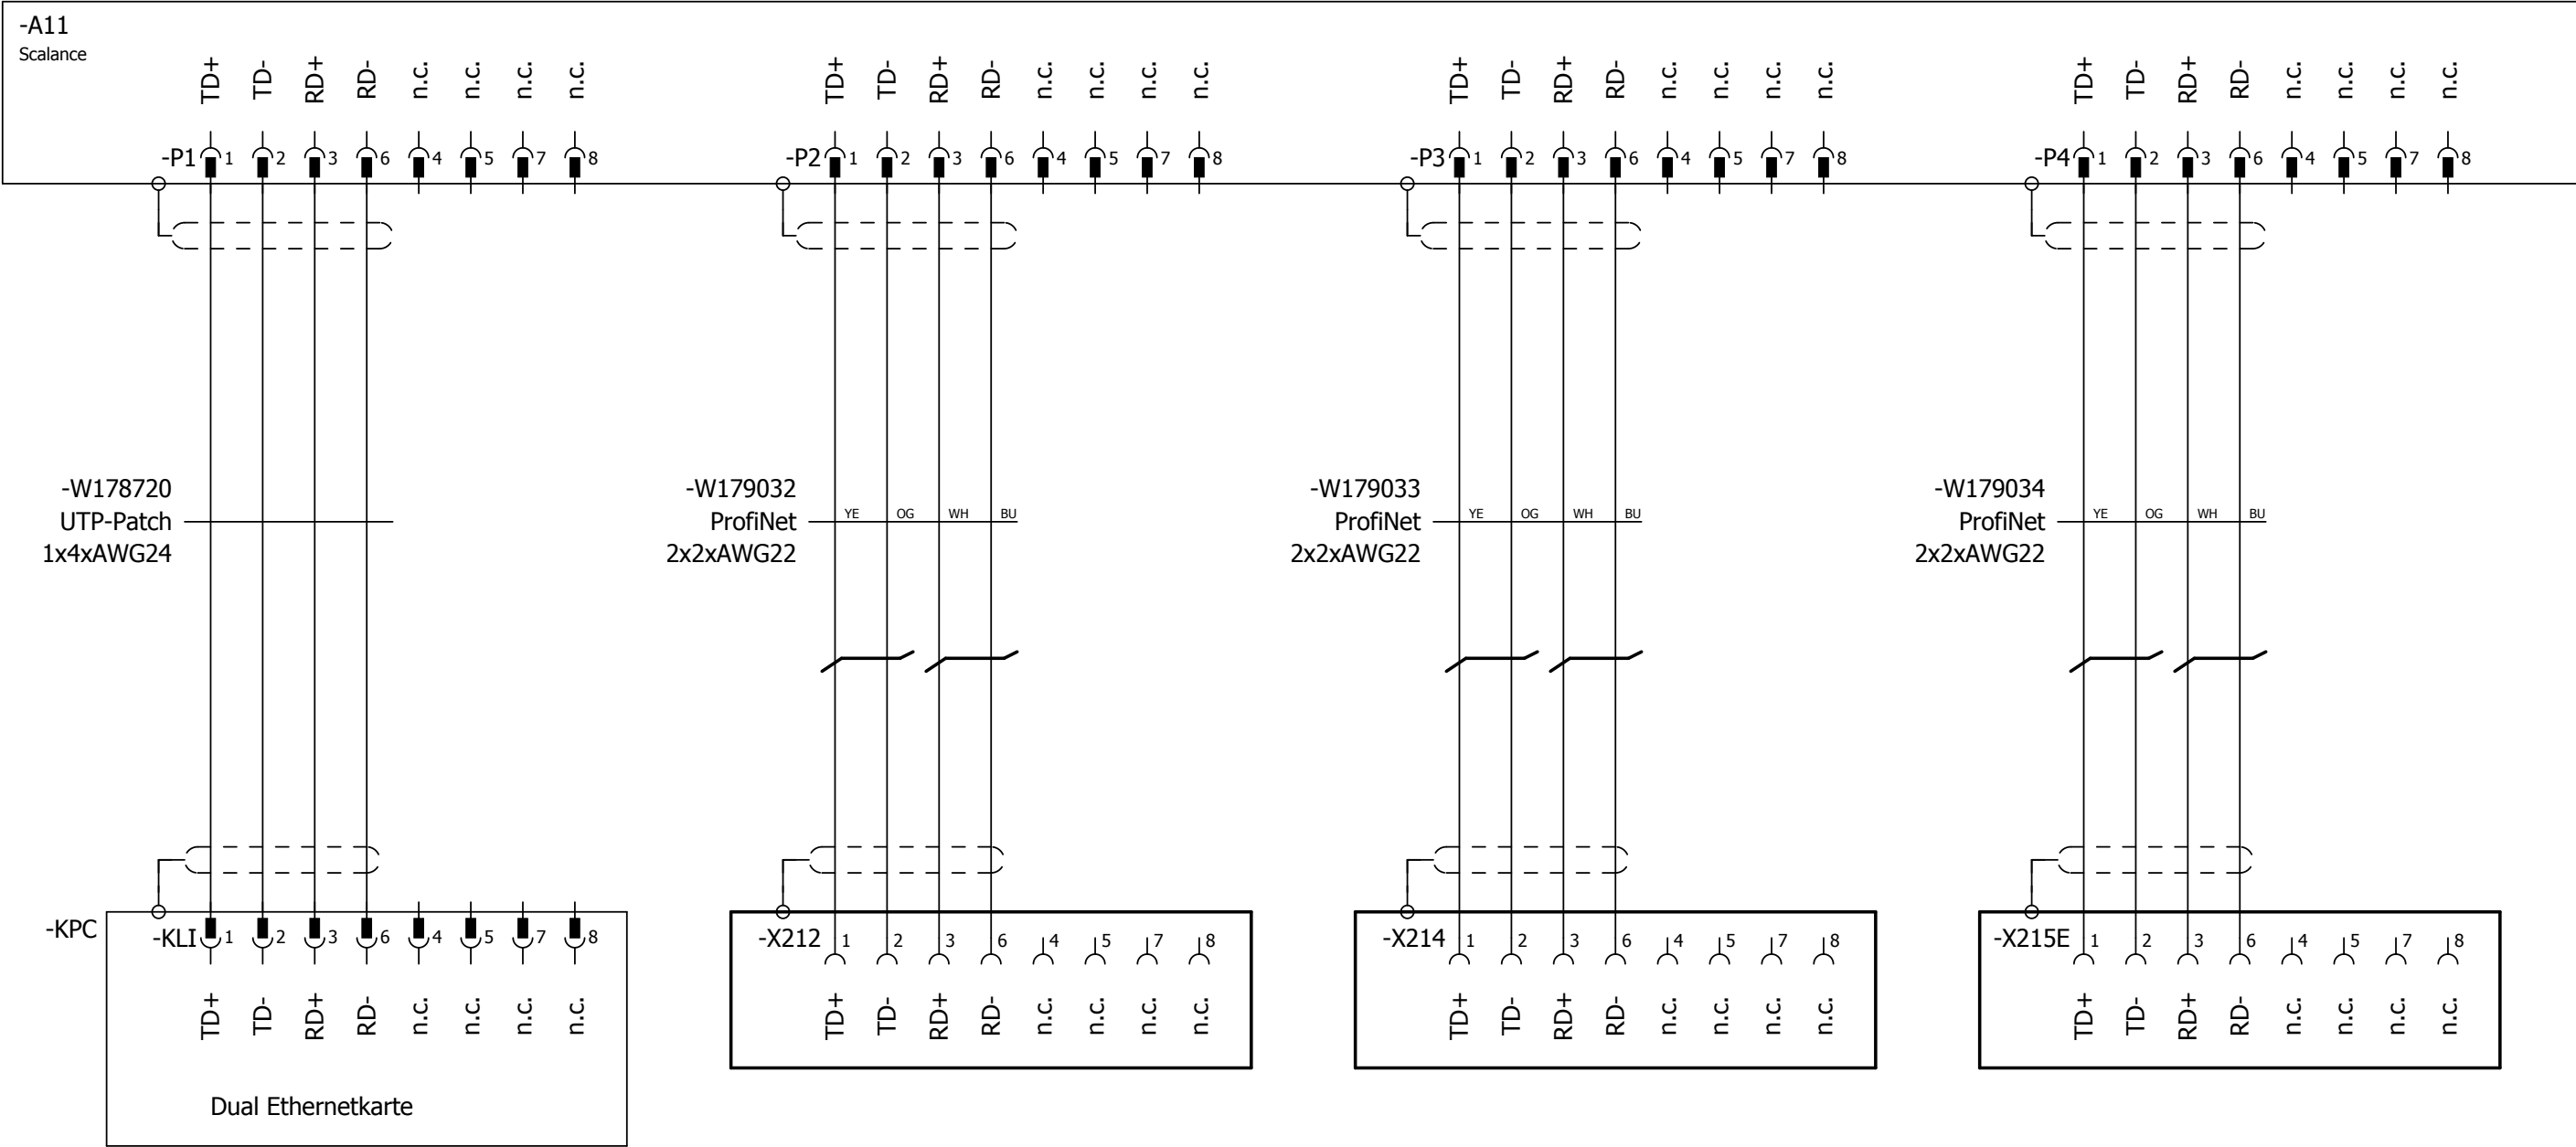 -A11
Scalance
TD+ TD- RD+ RD- n.c. n.c. n.c. n.c. TD+ TD- RD+ RD- n.c. n.c. n.c. n.c. TD+ TD- RD+ RD- n.c. n.c. n.c. n.c. TD+ TD- RD+ RD- n.c. n.c. n.c. n.c.
-P1 1 2 3 6 4 5 7 8 -P2 1 2 3 6 4 5 7 8 -P3 1 2 3 6 4 5 7 8 -P4 1 2 3 6 4 5 7 8
-W178720
UTP-Patch
1x4xAWG24
-W179032
ProfiNet YE OG WH BU
2x2xAWG22
-W179033
ProfiNet YE OG WH BU
2x2xAWG22
-W179034
ProfiNet YE OG WH BU
2x2xAWG22
-KPC -KLI 1 2 3 6 4 5 7 8
TD+ TD- RD+ RD- n.c. n.c. n.c. n.c.
Dual Ethernetkarte
-X212 1 2 3 6 4 5 7 8
TD+ TD- RD+ RD- n.c. n.c. n.c. n.c.
-X214 1 2 3 6 4 5 7 8
TD+ TD- RD+ RD- n.c. n.c. n.c. n.c.
-X215E 1 2 3 6 4 5 7 8
TD+ TD- RD+ RD- n.c. n.c. n.c. n.c.